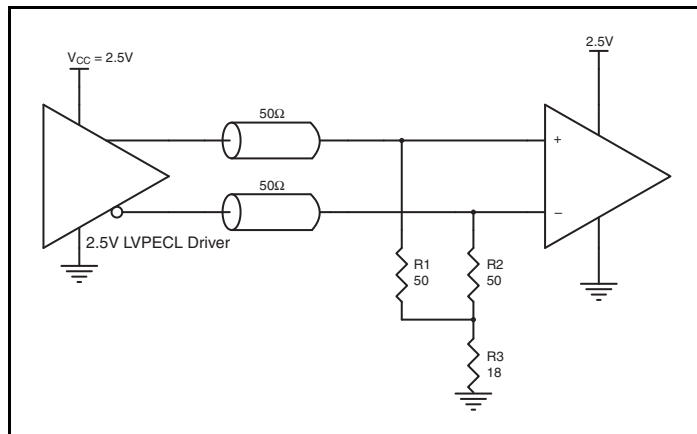 V_CC = 2.5V
2.5V
50Ω
50Ω
+
−
2.5V LVPECL Driver
R1
50
R2
50
R3
18